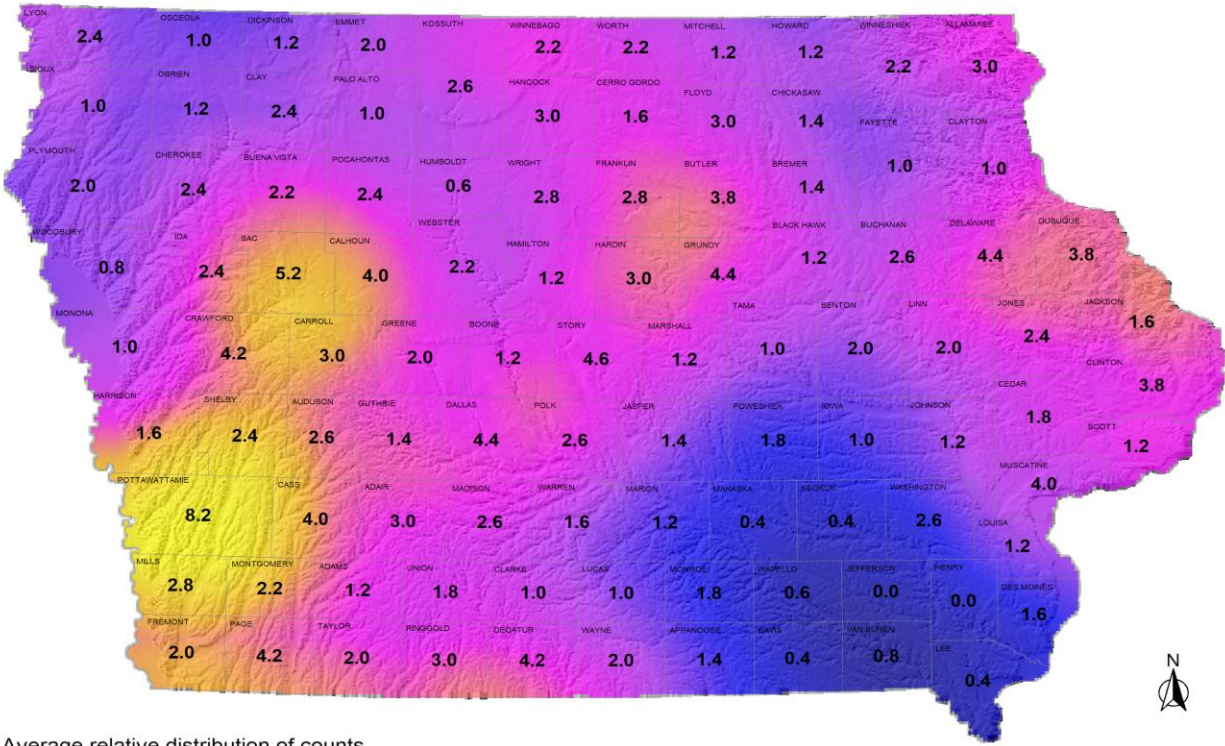 LYON OSCEOLA DICKINSON EMMET KOSSUTH WINNEBAGO WORTH MITCHELL HOWARD WINNESHIEK ALLAMAKEE
2.4 1.0 1.2 2.0 2.2 2.2 1.2 1.2 2.2 3.0
SIOUX OBRIEN CLAY PALO ALTO HANCOCK CERRO GORDO FLOYD CHICKASAW FAYETTE CLAYTON
1.0 1.2 2.4 1.0 2.6 3.0 1.6 3.0 1.4 1.0 1.0
PLYMOUTH CHEROKEE BUENA VISTA POCAHONTAS HUMBOLDT WRIGHT FRANKLIN BUTLER BREMER
2.0 2.4 2.2 2.4 0.6 2.8 2.8 3.8 1.4
WOODBURY IDA SAC CALHOUN WEBSTER HAMILTON HARDIN GRUNDY BLACK HAWK BUCHANAN DELAWARE DUBUQUE
0.8 2.4 5.2 4.0 2.2 1.2 3.0 4.4 1.2 2.6 4.4 3.8
MONONA CRAWFORD CARROLL GREENE BOONE STORY MARSHALL TAMA BENTON LINN JONES JACKSON
1.0 4.2 3.0 2.0 1.2 4.6 1.2 1.0 2.0 2.0 2.4 1.6
CLINTON
3.8
HARRISON SHELBY AUDUBON GUTHRIE DALLAS POLK JASPER POWESHIEK IOWA JOHNSON CEDAR SCOTT
1.6 2.4 2.6 1.4 4.4 2.6 1.4 1.8 1.0 1.2 1.8 1.2
POTTAWATTAMIE CASS ADAIR MADISON WARREN MARION MAHASKA KEOKUK WASHINGTON MUSCATINE LOUISA
8.2 4.0 3.0 2.6 1.6 1.2 0.4 0.4 2.6 4.0 1.2
MILLS MONTGOMERY ADAMS UNION CLARKE LUCAS MONROE WAPELLO JEFFERSON HENRY DES MOINES
2.8 2.2 1.2 1.8 1.0 1.0 1.8 0.6 0.0 0.0 1.6
FREMONT PAGE TAYLOR RINGGOLD DECATUR WAYNE APPANOOSE DAVIS VAN BUREN LEE
2.0 4.2 2.0 3.0 4.2 2.0 1.4 0.4 0.8 0.4
N
Average relative distribution of counts